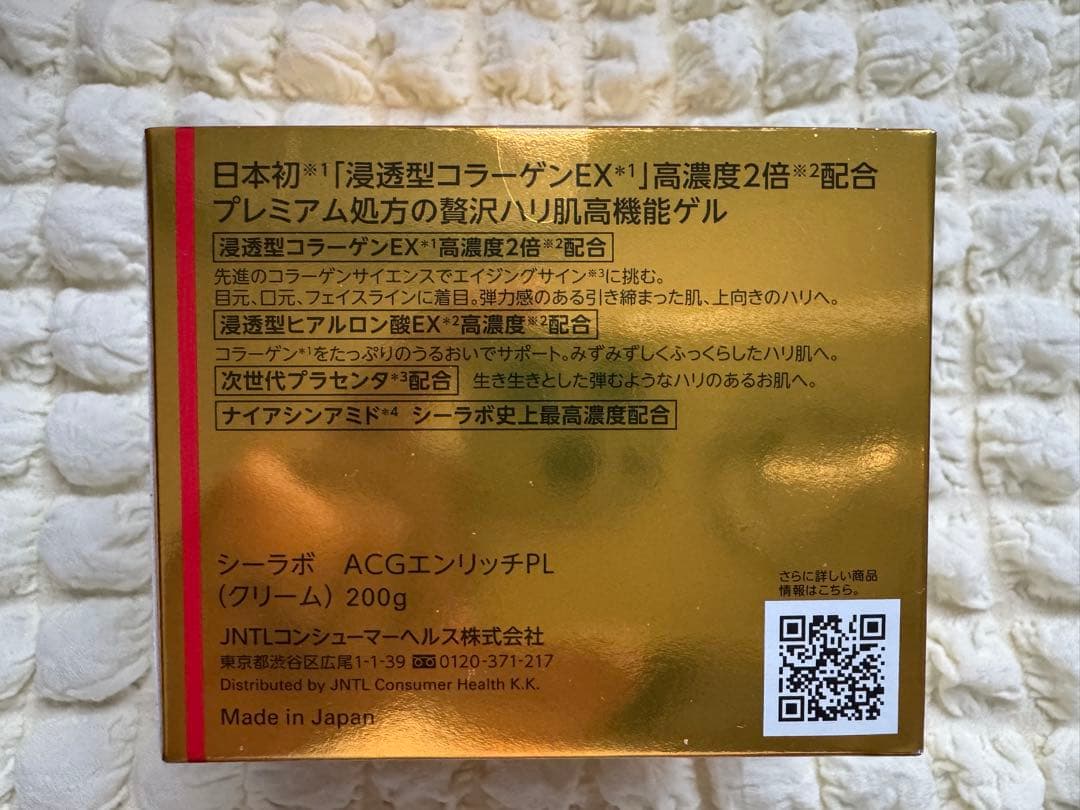 日本初※1「浸透型コラーゲンEX*1」高濃度2倍※2配合
プレミアム処方の贅沢ハリ肌高機能ゲル
浸透型コラーゲンEX*1高濃度2倍※2配合
先進のコラーゲンサイエンスでエイジングサイン※3に挑む。
目元、口元、フェイスラインに着目。弾力感のある引き締まった肌、上向きのハリへ。
浸透型ヒアルロン酸EX*2高濃度※2配合
コラーゲン*1をたっぷりのうるおいでサポート。みずみずしくふっくらしたハリ肌へ。
次世代プラセンタ*3配合 生き生きとした弾むようなハリのあるお肌へ。
ナイアシンアミド*4 シーラボ史上最高濃度配合
シーラボ ACGエンリッチPL
(クリーム) 200g
JNTLコンシューマーヘルス株式会社
東京都渋谷区広尾1-1-39 0120-371-217
Distributed by JNTL Consumer Health K.K.
Made in Japan
さらに詳しい商品
情報はこちら。